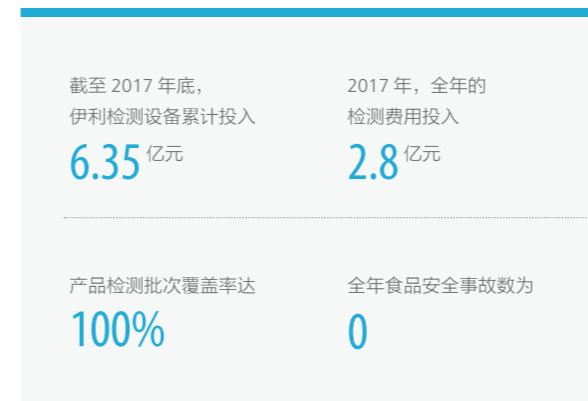 截至 2017 年底，
伊利检测设备累计投入
6.35 亿元
2017 年，全年的
检测费用投入
2.8 亿元
产品检测批次覆盖率达
100%
全年食品安全事故数为
0